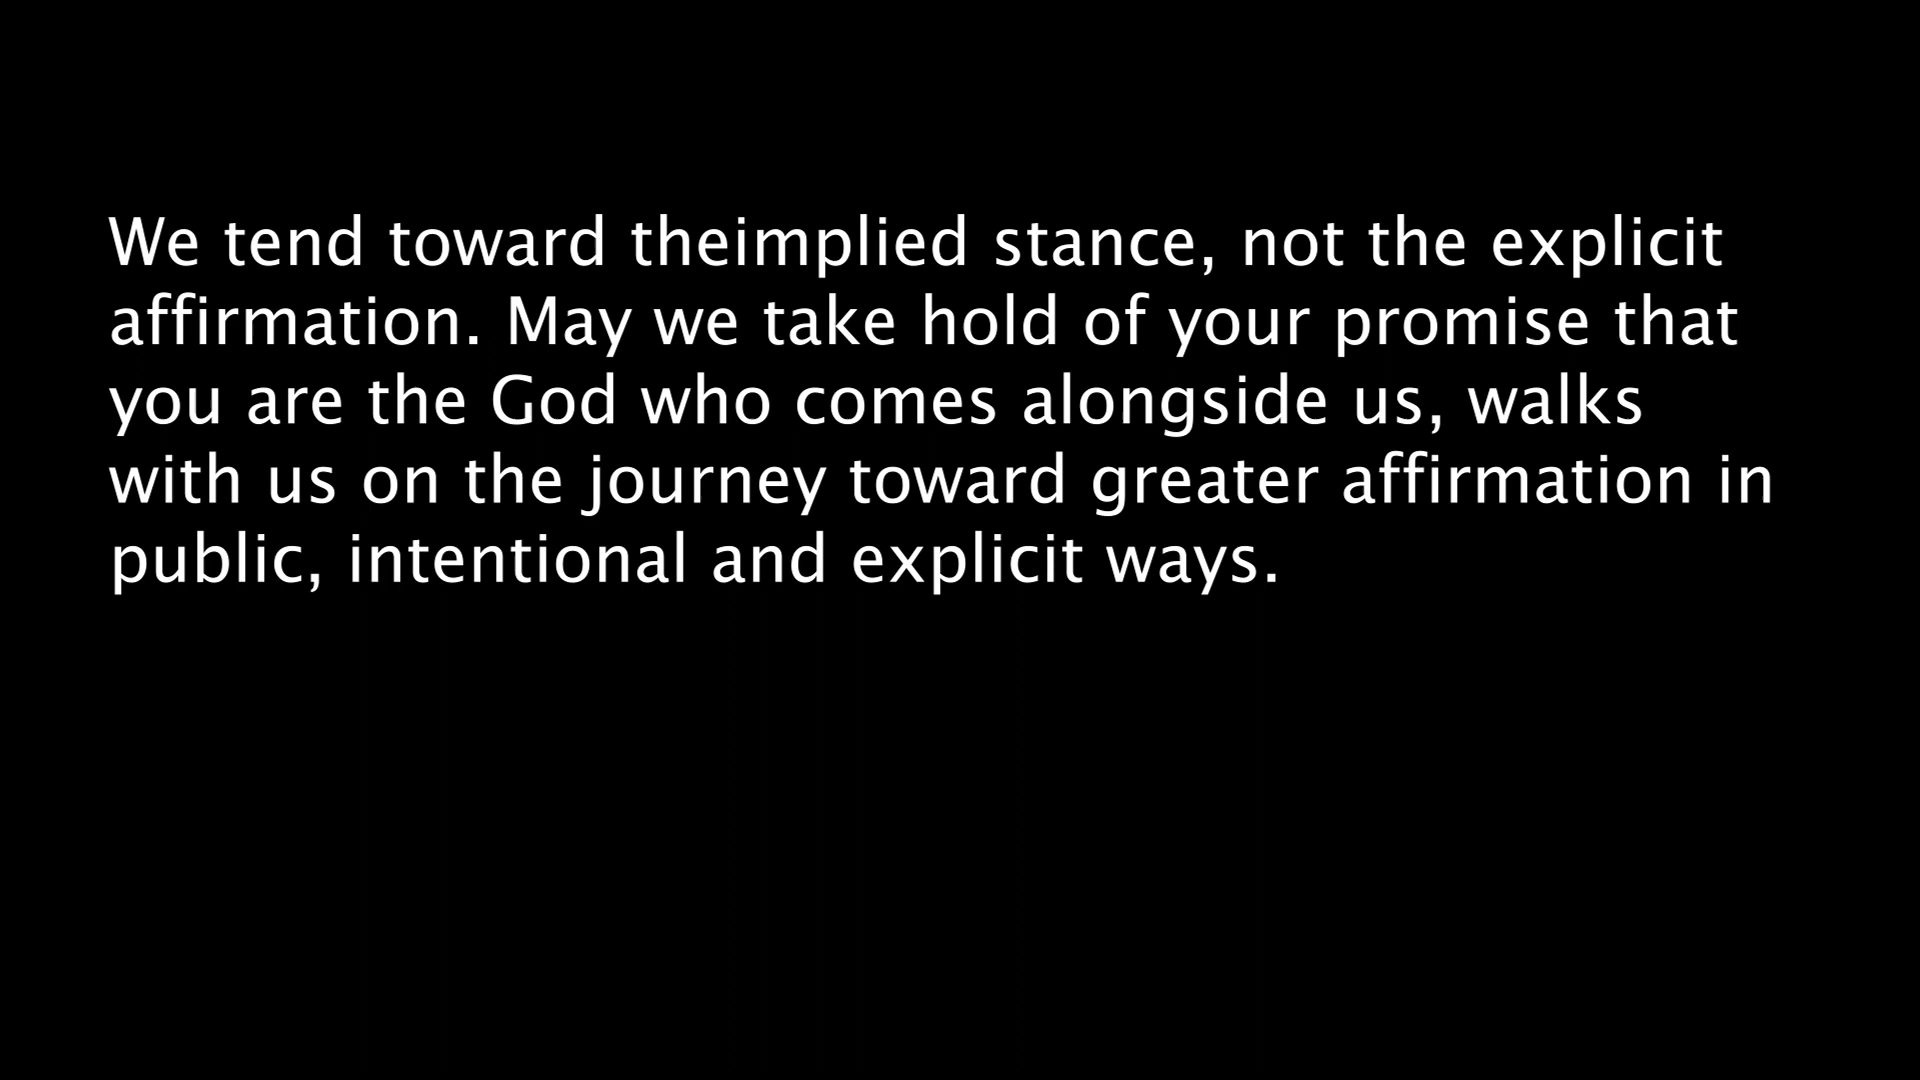 We tend toward theimplied stance, not the explicit
affirmation. May we take hold of your promise that
you are the God who comes alongside us, walks
with us on the journey toward greater affirmation in
public, intentional and explicit ways.